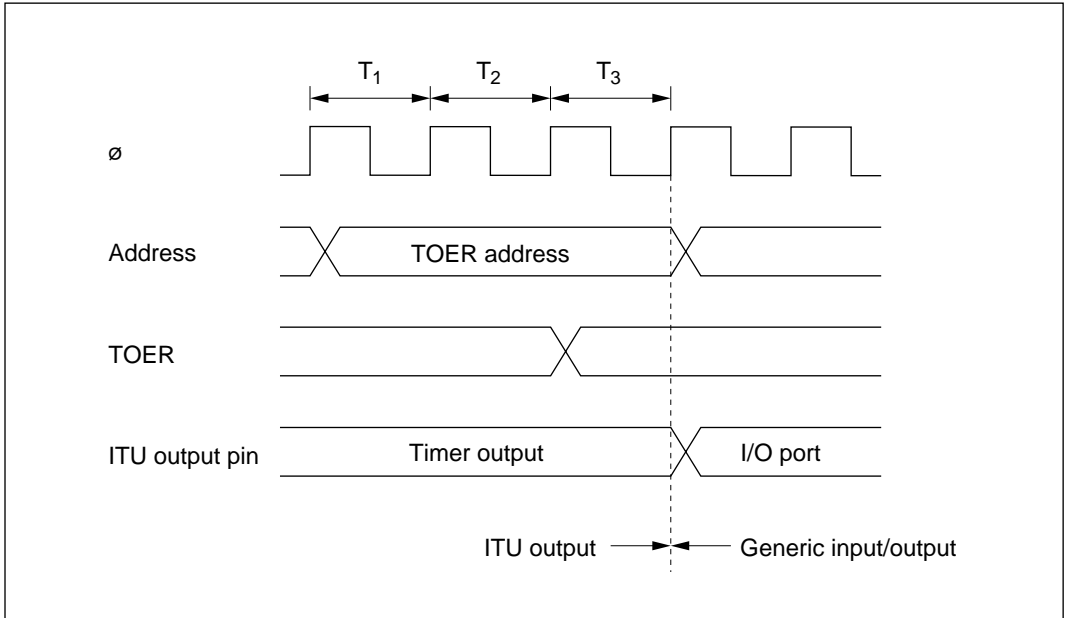 T₁ T₂ T₃
ø
Address TOER address
TOER
ITU output pin Timer output I/O port
ITU output Generic input/output